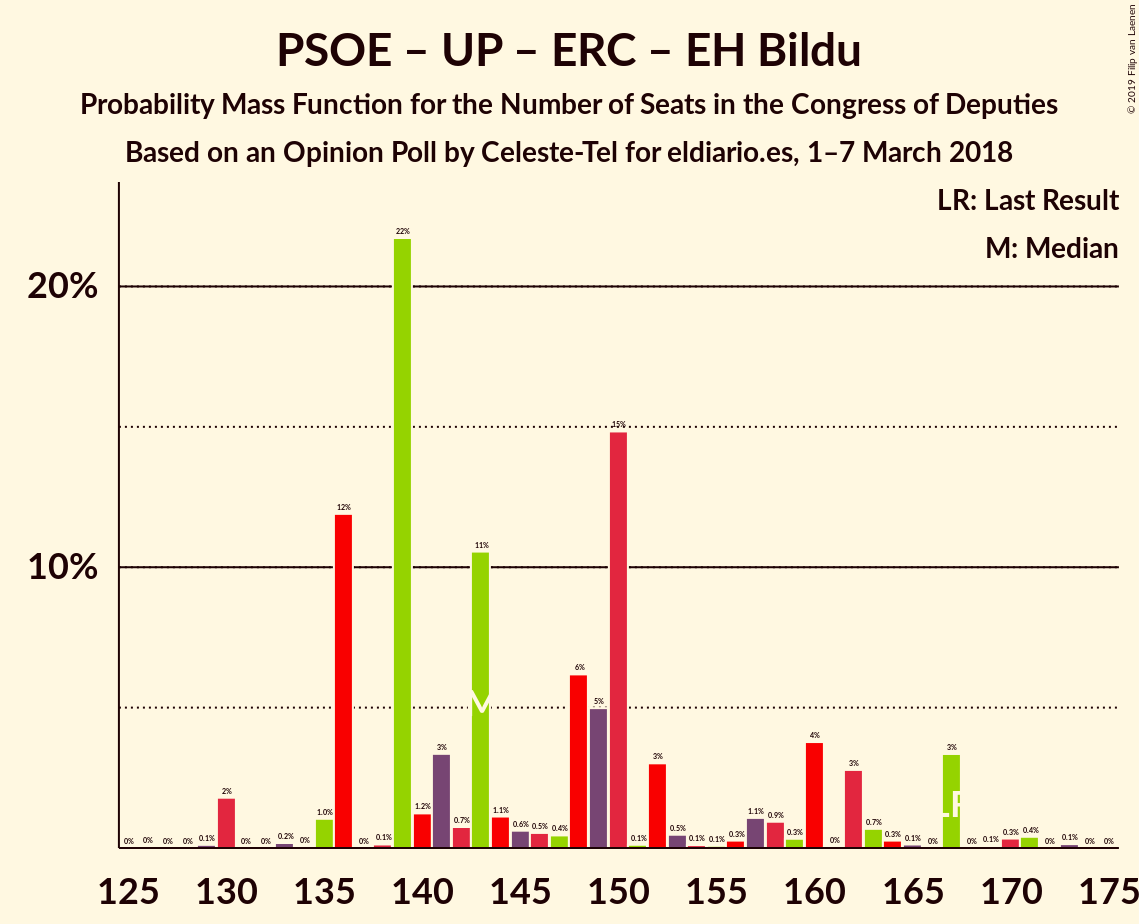 PSOE – UP – ERC – EH Bildu
Probability Mass Function for the Number of Seats in the Congress of Deputies
Based on an Opinion Poll by Celeste-Tel for eldiario.es, 1–7 March 2018
© 2019 Filip van Laenen
LR: Last Result
M: Median
20%
10%
0% 0% 0% 0% 0.1% 2% 0% 0% 0.2% 0% 1.0% 12% 0% 0.1% 22% 1.2% 3% 0.7% 11% 1.1% 0.6% 0.5% 0.4% 6% 5% 15% 0.1% 3% 0.5% 0.1% 0.1% 0.3% 1.1% 0.9% 0.3% 4% 0% 3% 0.7% 0.3% 0.1% 0% 3% 0% 0.1% 0.3% 0.4% 0% 0.1% 0% 0%
M
LR
125 130 135 140 145 150 155 160 165 170 175